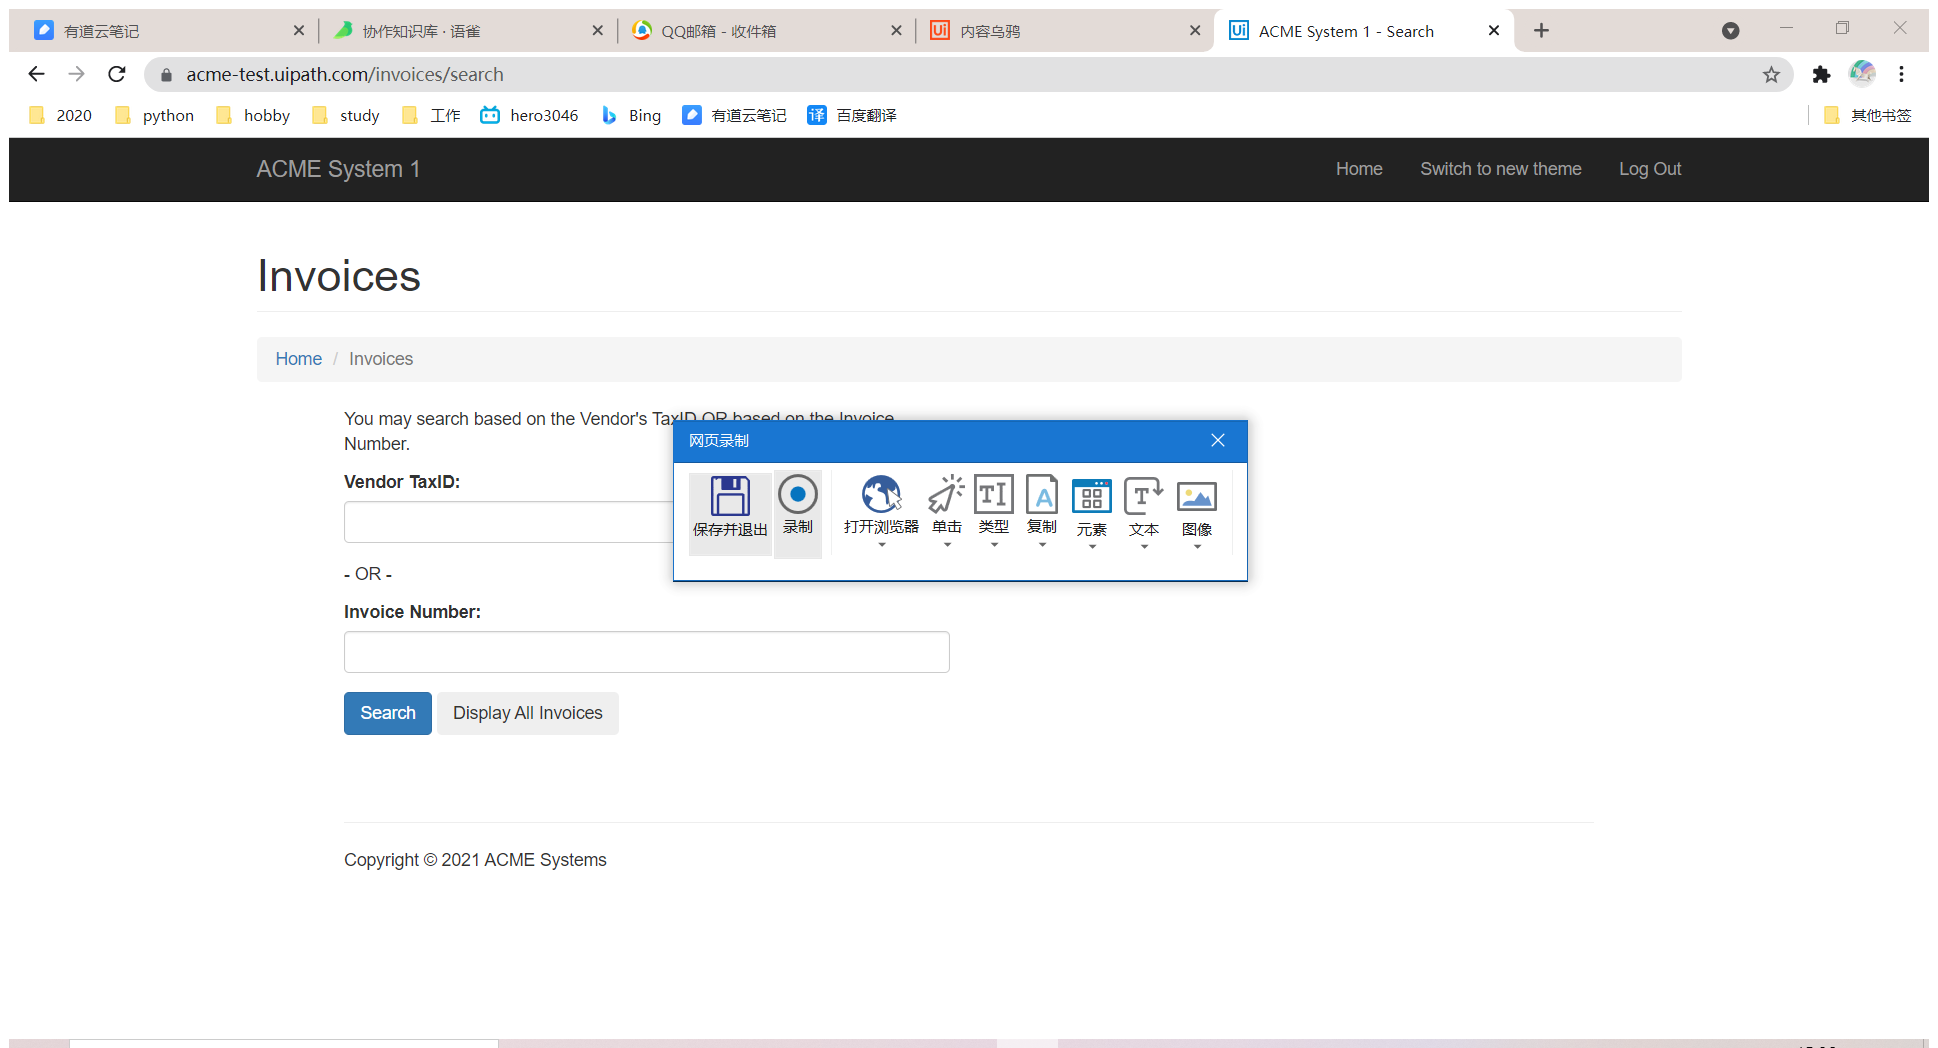 有道云笔记
协作知识库 · 语雀
QQ邮箱 - 收件箱
内容乌鸦
ACME System 1 - Search
acme-test.uipath.com/invoices/search
2020
python
hobby
study
工作
hero3046
Bing
有道云笔记
译 百度翻译
其他书签
ACME System 1
Home
Switch to new theme
Log Out
Invoices
Home / Invoices
You may search based on the Vendor's TaxID OR based on the Invoice
Number.
网页录制
保存并退出
录制
打开浏览器
单击
类型
复制
元素
文本
图像
Vendor TaxID:
- OR -
Invoice Number:
Search
Display All Invoices
Copyright © 2021 ACME Systems